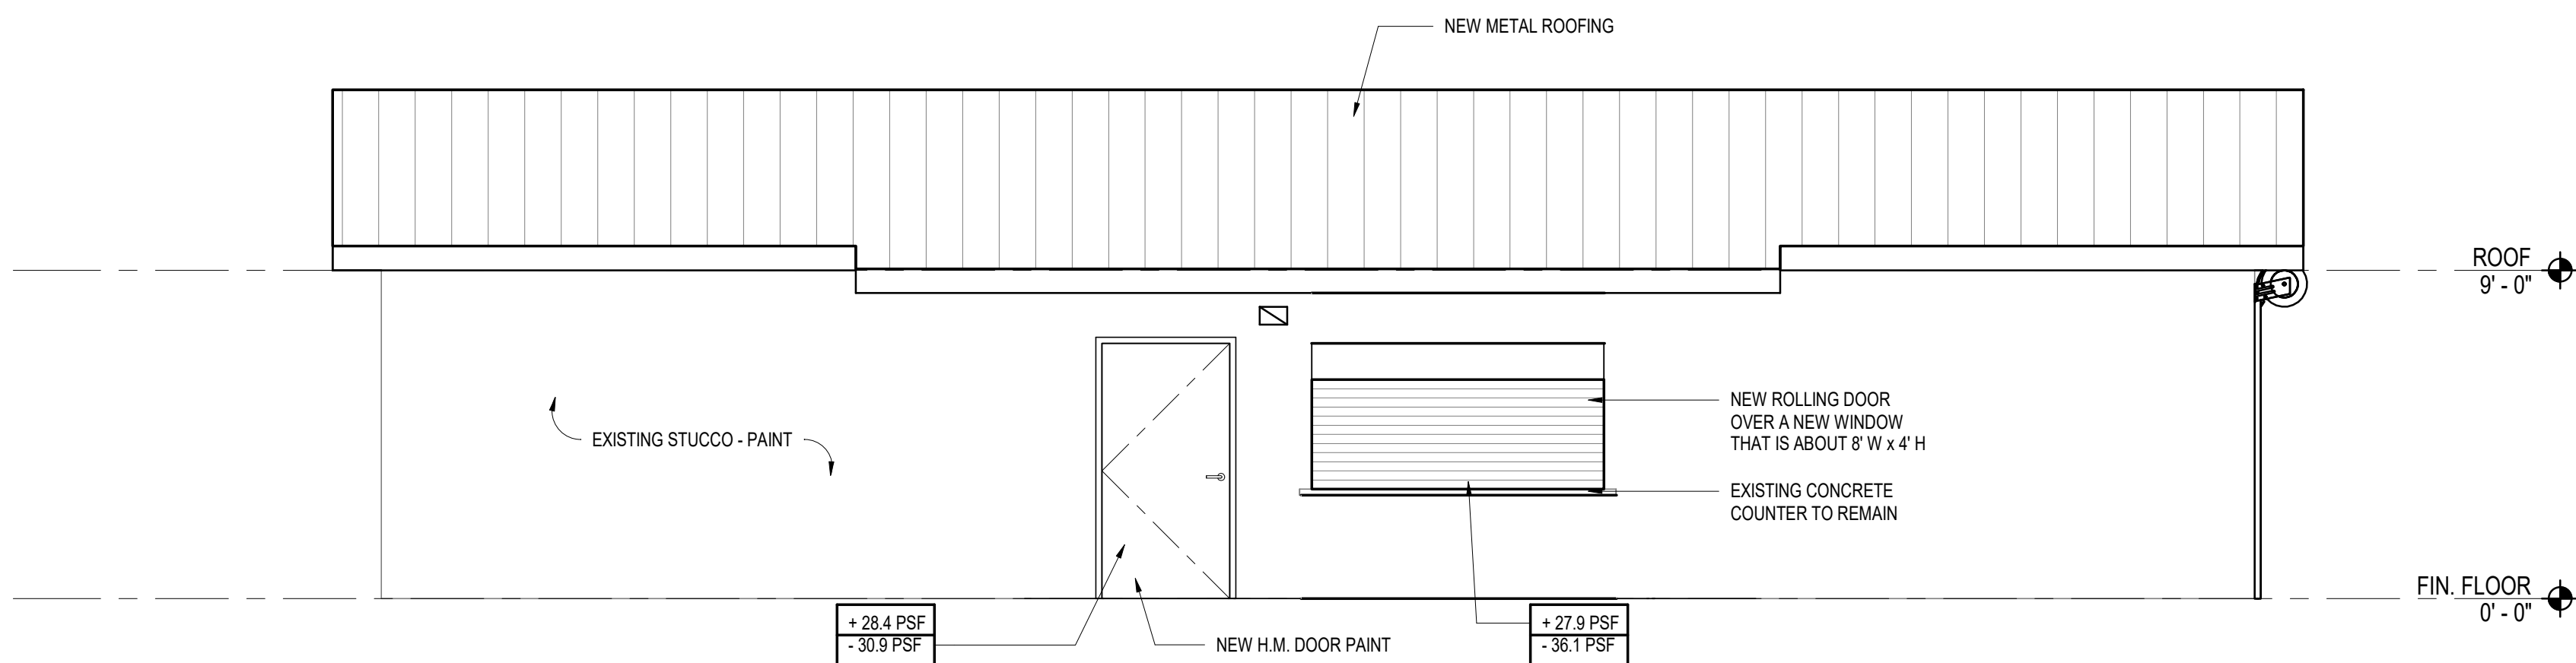 NEW METAL ROOFING
ROOF
9' - 0"
NEW ROLLING DOOR
OVER A NEW WINDOW
THAT IS ABOUT 8' W x 4' H
EXISTING STUCCO - PAINT
EXISTING CONCRETE
COUNTER TO REMAIN
FIN. FLOOR
0' - 0"
+ 28.4 PSF
- 30.9 PSF
NEW H.M. DOOR PAINT
+ 27.9 PSF
- 36.1 PSF